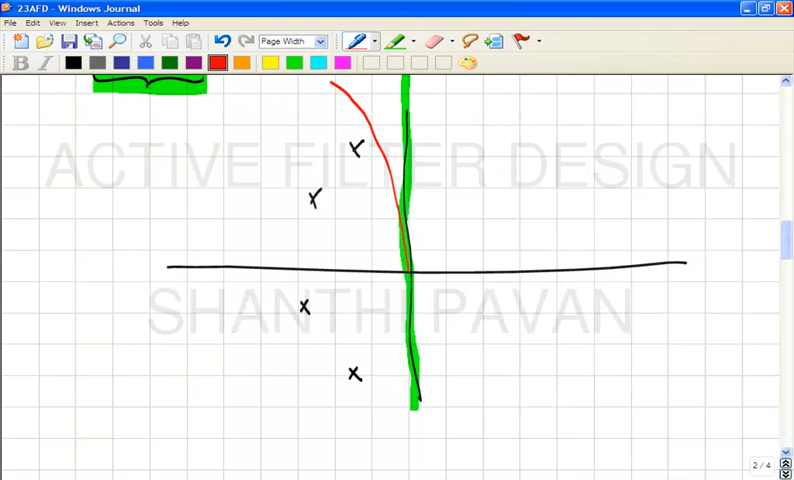 23AFD - Windows Journal
File Edit View Insert Actions Tools Help
Page Width
B I
ACTIVE FILTER DESIGN
SHANTHI PAVAN
x
x
x
x
2 / 4